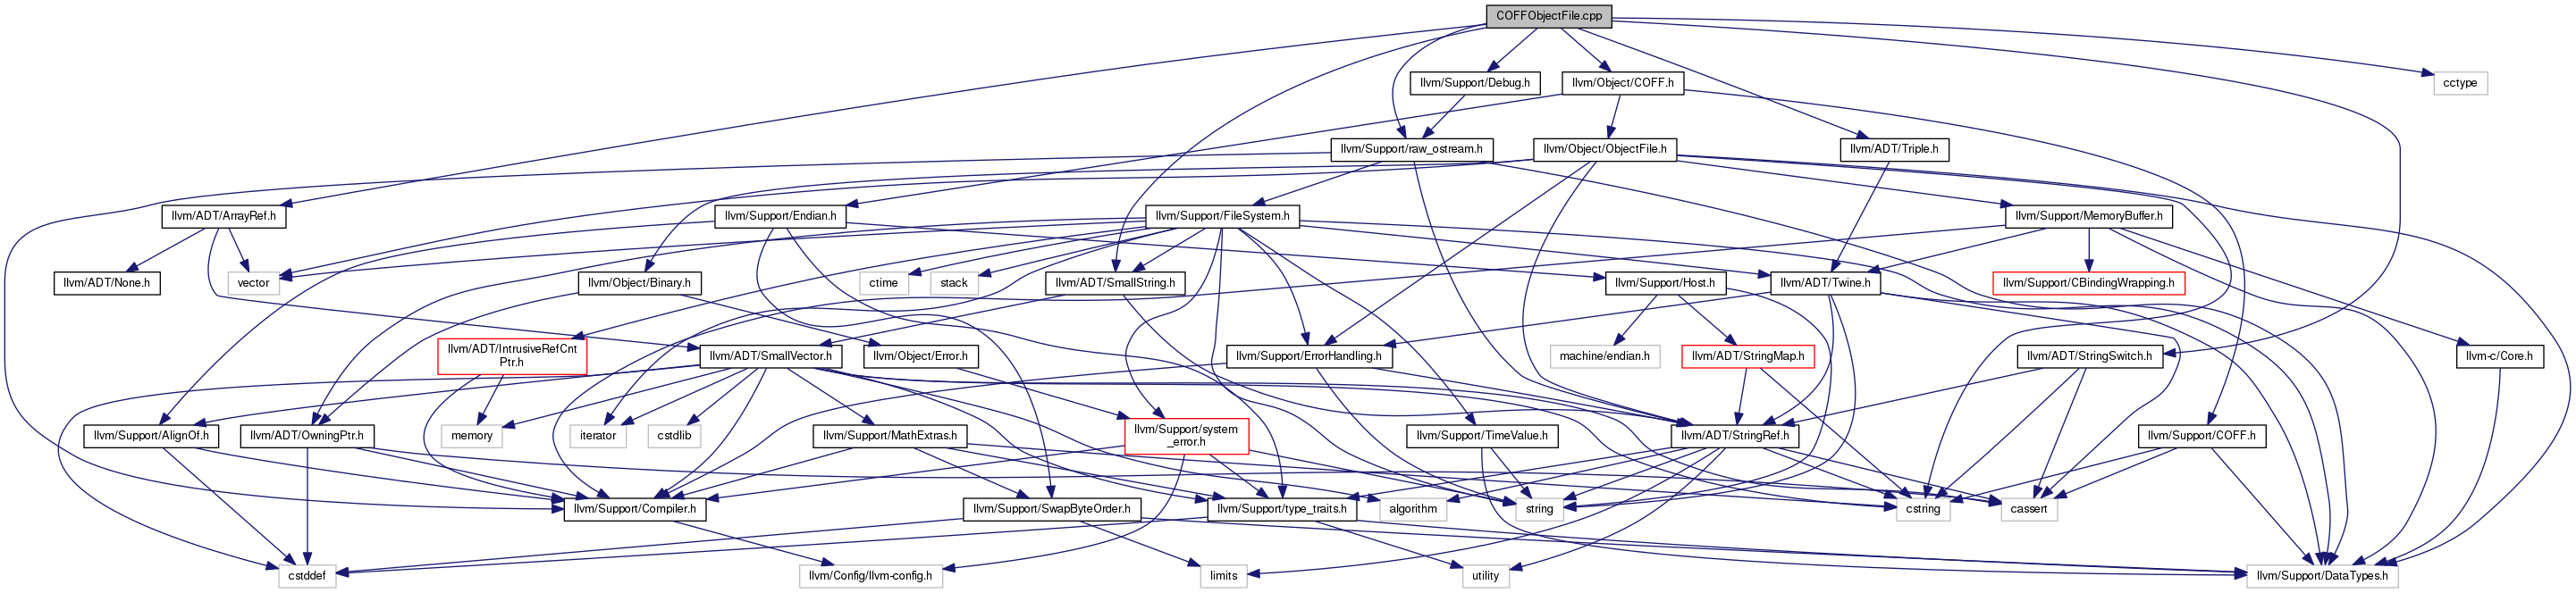 COFFObjectFile.cpp
llvm/Support/Debug.h
llvm/Object/COFF.h
cctype
llvm/Support/raw_ostream.h
llvm/Object/ObjectFile.h
llvm/ADT/Triple.h
llvm/ADT/ArrayRef.h
llvm/Support/Endian.h
llvm/Support/FileSystem.h
llvm/Support/MemoryBuffer.h
llvm/ADT/None.h
vector
llvm/Object/Binary.h
ctime
stack
llvm/ADT/SmallString.h
llvm/Support/Host.h
llvm/ADT/Twine.h
llvm/Support/CBindingWrapping.h
llvm/ADT/IntrusiveRefCnt
Ptr.h
llvm/ADT/SmallVector.h
llvm/Object/Error.h
llvm/Support/ErrorHandling.h
machine/endian.h
llvm/ADT/StringMap.h
llvm/ADT/StringSwitch.h
llvm-c/Core.h
llvm/Support/AlignOf.h
llvm/ADT/OwningPtr.h
memory
iterator
cstdlib
llvm/Support/MathExtras.h
llvm/Support/system
_error.h
llvm/Support/TimeValue.h
llvm/ADT/StringRef.h
llvm/Support/COFF.h
llvm/Support/Compiler.h
algorithm
llvm/Support/SwapByteOrder.h
llvm/Support/type_traits.h
string
cstring
cassert
cstddef
llvm/Config/llvm-config.h
limits
utility
llvm/Support/DataTypes.h